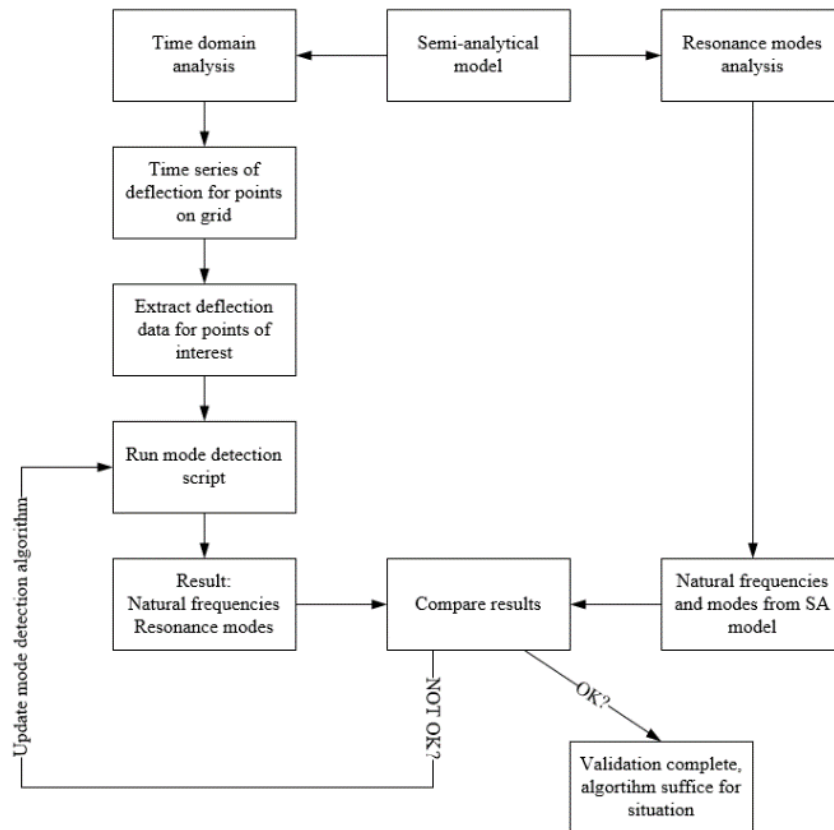 Time domain
analysis
Semi-analytical
model
Resonance modes
analysis
Time series of
deflection for points
on grid
Extract deflection
data for points of
interest
Run mode detection
script
Update mode detection algorithm
Result:
Natural frequencies
Resonance modes
Compare results
Natural frequencies
and modes from SA
model
NOT OK?
OK?
Validation complete,
algortihm suffice for
situation